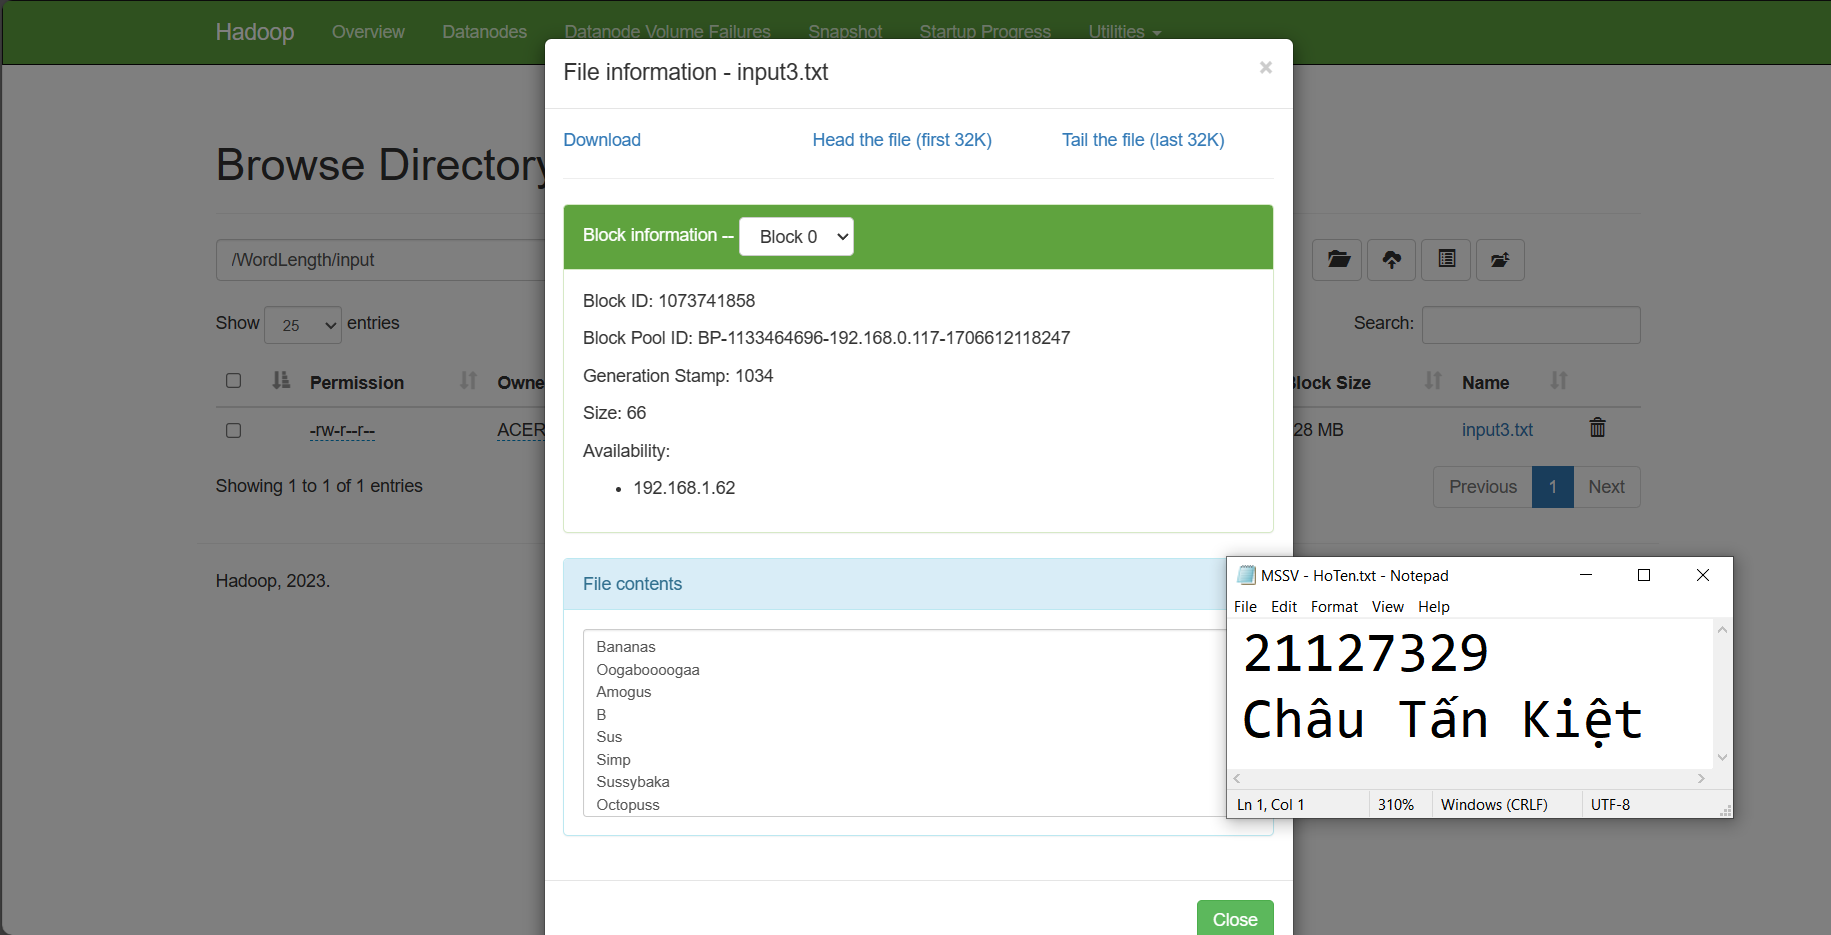 Hadoop Overview Datanodes Datanode Volume Failures Snapshot Startup Progress Utilities
File information - input3.txt ×
Download Head the file (first 32K) Tail the file (last 32K)
Browse Directory
Block information -- Block 0
/WordLength/input
Block ID: 1073741858
Block Pool ID: BP-1133464696-192.168.0.117-1706612118247
Generation Stamp: 1034
Size: 66
Availability:
192.168.1.62
Show 25 entries
Search:
Permission Owne lock Size Name
-rw-r--r-- ACER 28 MB input3.txt
Showing 1 to 1 of 1 entries
Previous 1 Next
Hadoop, 2023.
File contents
Bananas
Oogaboooogaa
Amogus
B
Sus
Simp
Sussybaka
Octopuss
Close
MSSV - HoTen.txt - Notepad
File Edit Format View Help
21127329
Châu Tấn Kiệt
Ln 1, Col 1 310% Windows (CRLF) UTF-8